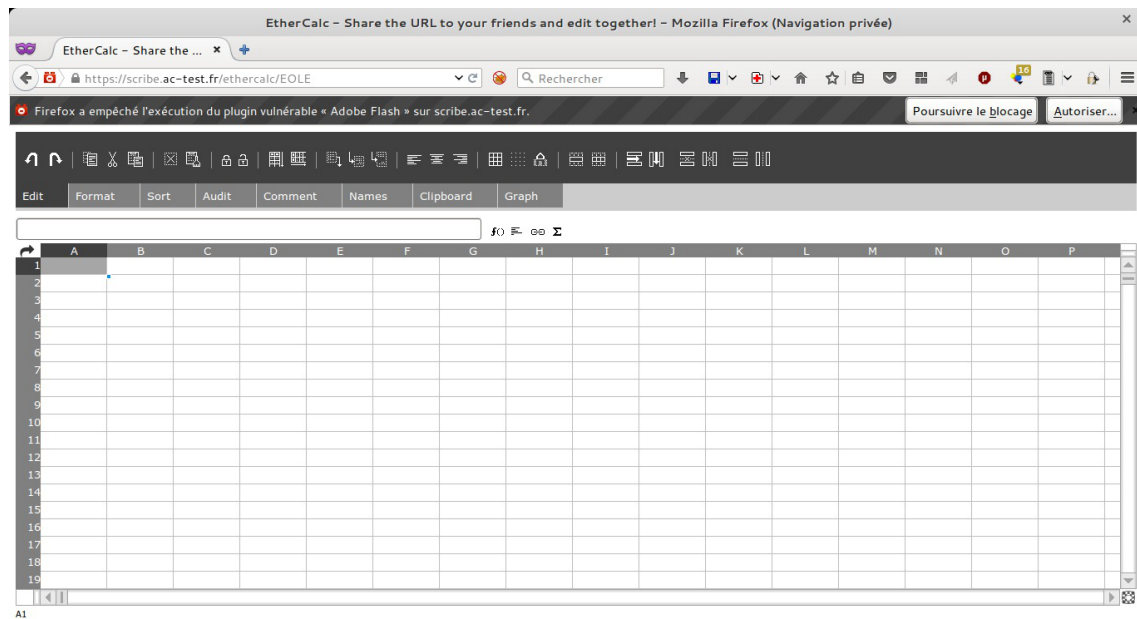 EtherCalc – Share the URL to your friends and edit together! – Mozilla Firefox (Navigation privée)
EtherCalc – Share the ...
https://scribe.ac-test.fr/ethercalc/EOLE
Rechercher
16
Firefox a empêché l'exécution du plugin vulnérable « Adobe Flash » sur scribe.ac-test.fr.
Poursuivre le blocage
Autoriser...
Edit Format Sort Audit Comment Names Clipboard Graph
f() Σ
A B C D E F G H I J K L M N O P
1
2
3
4
5
6
7
8
9
10
11
12
13
14
15
16
17
18
19
A1